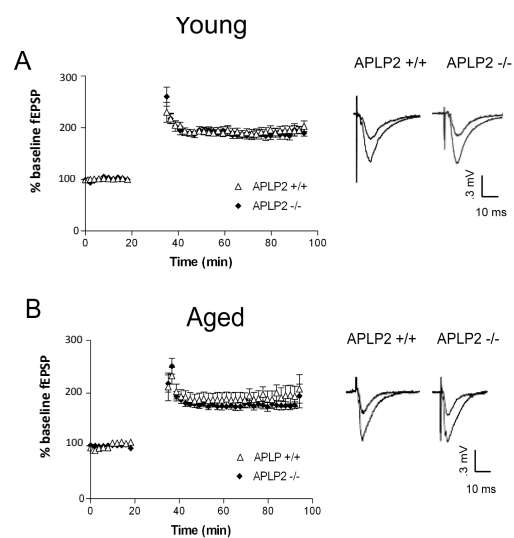 Young
A
APLP2 +/+ APLP2 -/-
300
200
100
0
% baseline fEPSP
APLP2 +/+
APLP2 -/-
0 20 40 60 80 100
Time (min)
.3 mV
10 ms
B
Aged
APLP2 +/+ APLP2 -/-
300
200
100
0
% baseline fEPSP
APLP +/+
APLP2 -/-
0 20 40 60 80 100
Time (min)
.3 mV
10 ms